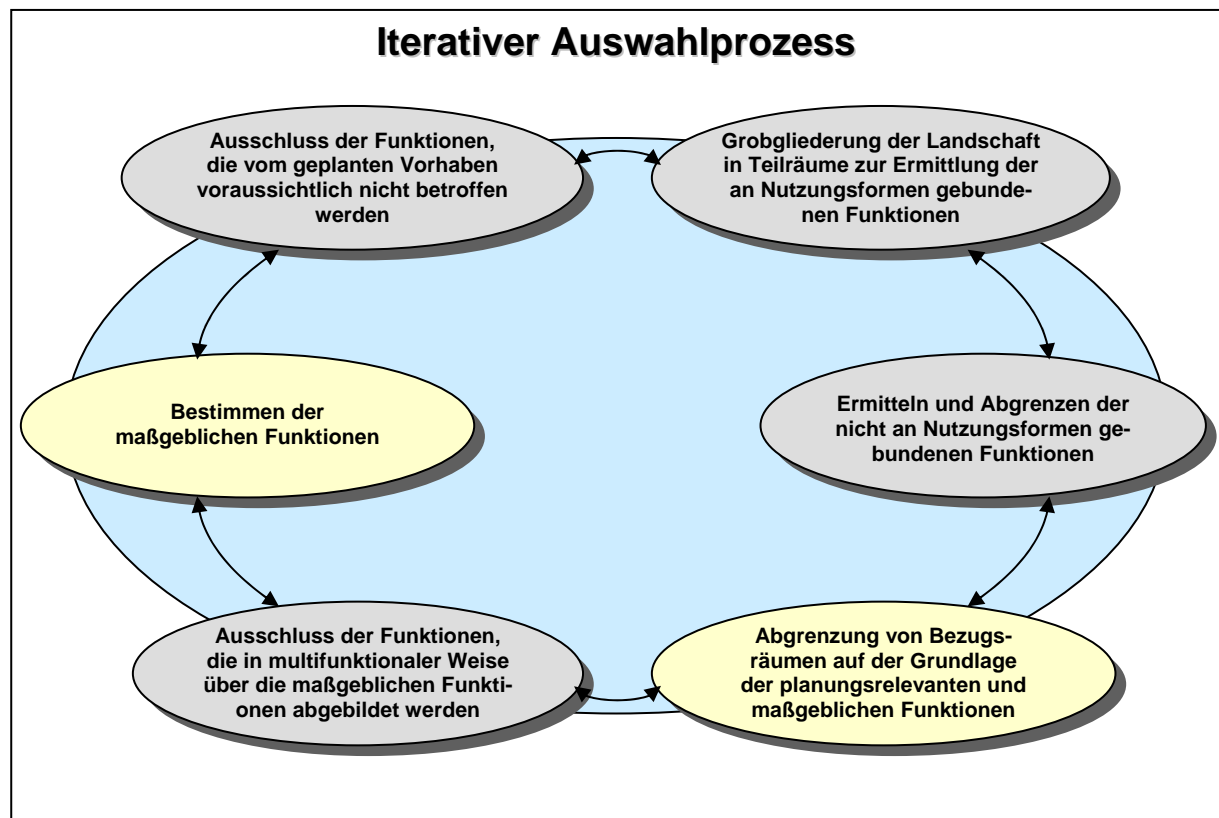 Iterativer Auswahlprozess
Ausschluss der Funktionen,
die vom geplanten Vorhaben
voraussichtlich nicht betroffen
werden
Grobgliederung der Landschaft
in Teilräume zur Ermittlung der
an Nutzungsformen gebunde-
nen Funktionen
Bestimmen der
maßgeblichen Funktionen
Ermitteln und Abgrenzen der
nicht an Nutzungsformen ge-
bundenen Funktionen
Ausschluss der Funktionen,
die in multifunktionaler Weise
über die maßgeblichen Funkti-
onen abgebildet werden
Abgrenzung von Bezugs-
räumen auf der Grundlage
der planungsrelevanten und
maßgeblichen Funktionen